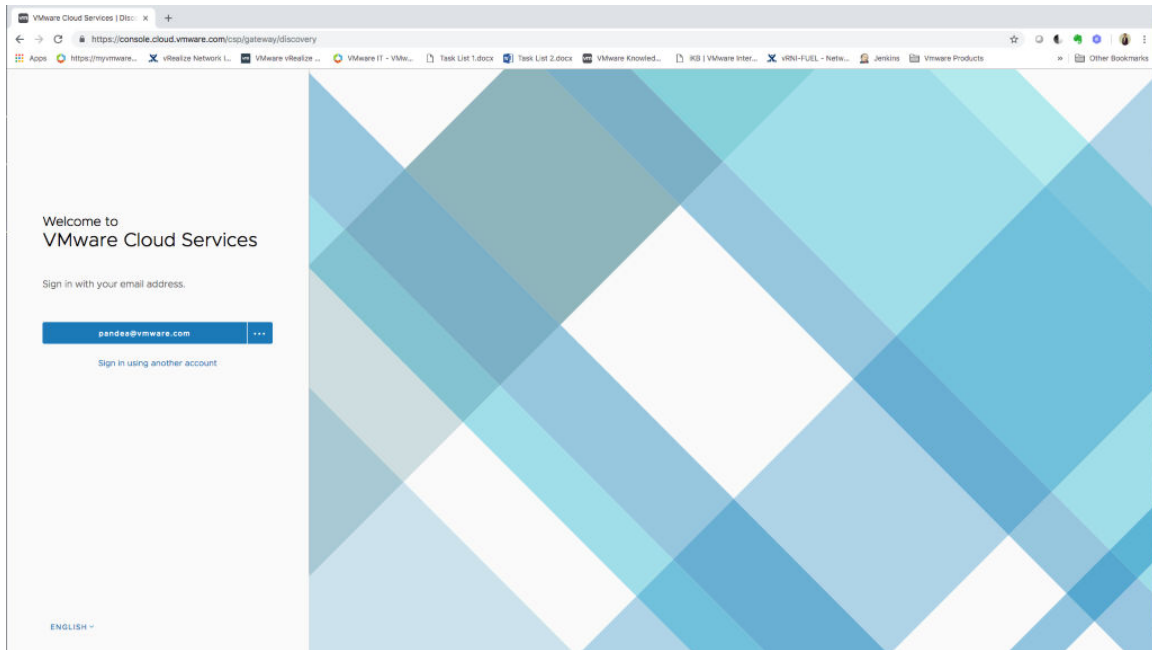 VMware Cloud Services | Disc
https://console.cloud.vmware.com/csp/gateway/discovery
Apps https://myvmware... vRealize Network I... VMware vRealize ... VMware IT - VMw... Task List 1.docx Task List 2.docx VMware Knowled... IKB | VMware Inter... vRNI-FUEL - Netw... Jenkins Vmware Products » Other Bookmarks
Welcome to
VMware Cloud Services
Sign in with your email address.
pandea@vmware.com ...
Sign in using another account
ENGLISH